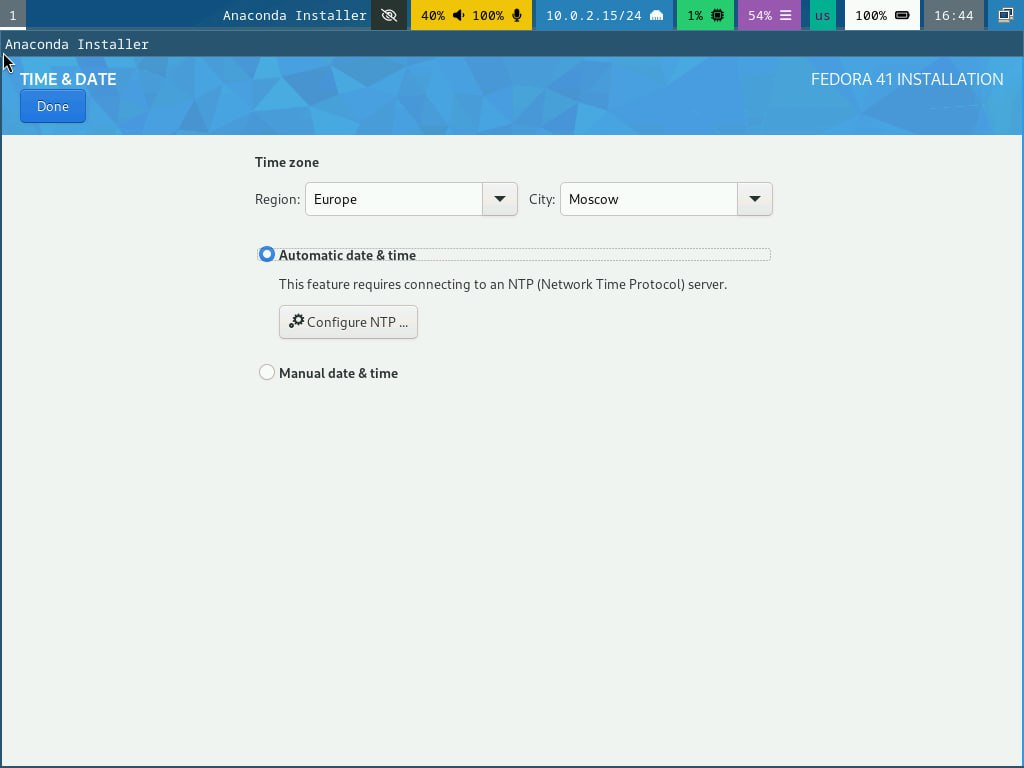 1 Anaconda Installer 40% 100% 10.0.2.15/24 1% 54% us 100% 16:44
Anaconda Installer
TIME & DATE FEDORA 41 INSTALLATION
Done
Time zone
Region: Europe City: Moscow
Automatic date & time
This feature requires connecting to an NTP (Network Time Protocol) server.
Configure NTP ...
Manual date & time